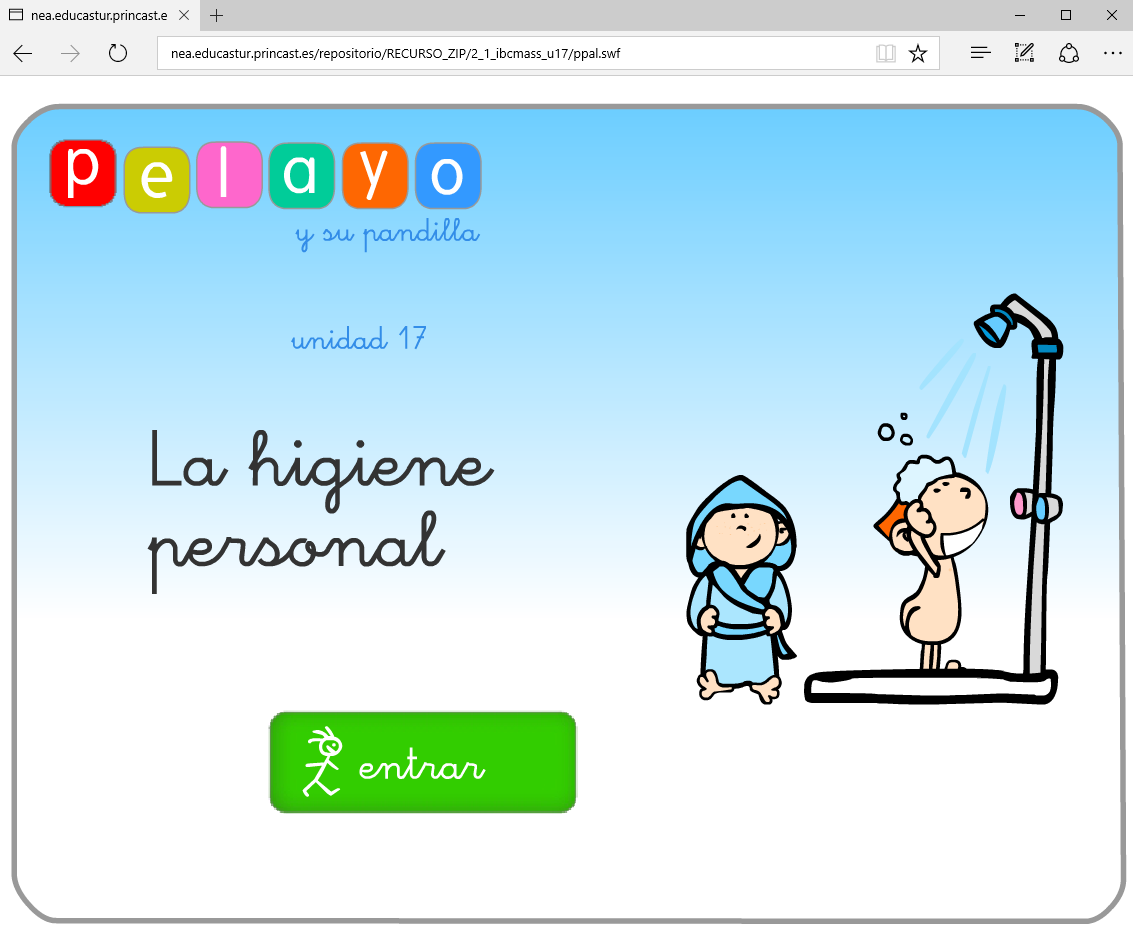 nea.educastur.princast.e
nea.educastur.princast.es/repositorio/RECURSO_ZIP/2_1_ibcmass_u17/ppal.swf
pelayo
y su pandilla
unidad 17
La higiene
personal
entrar